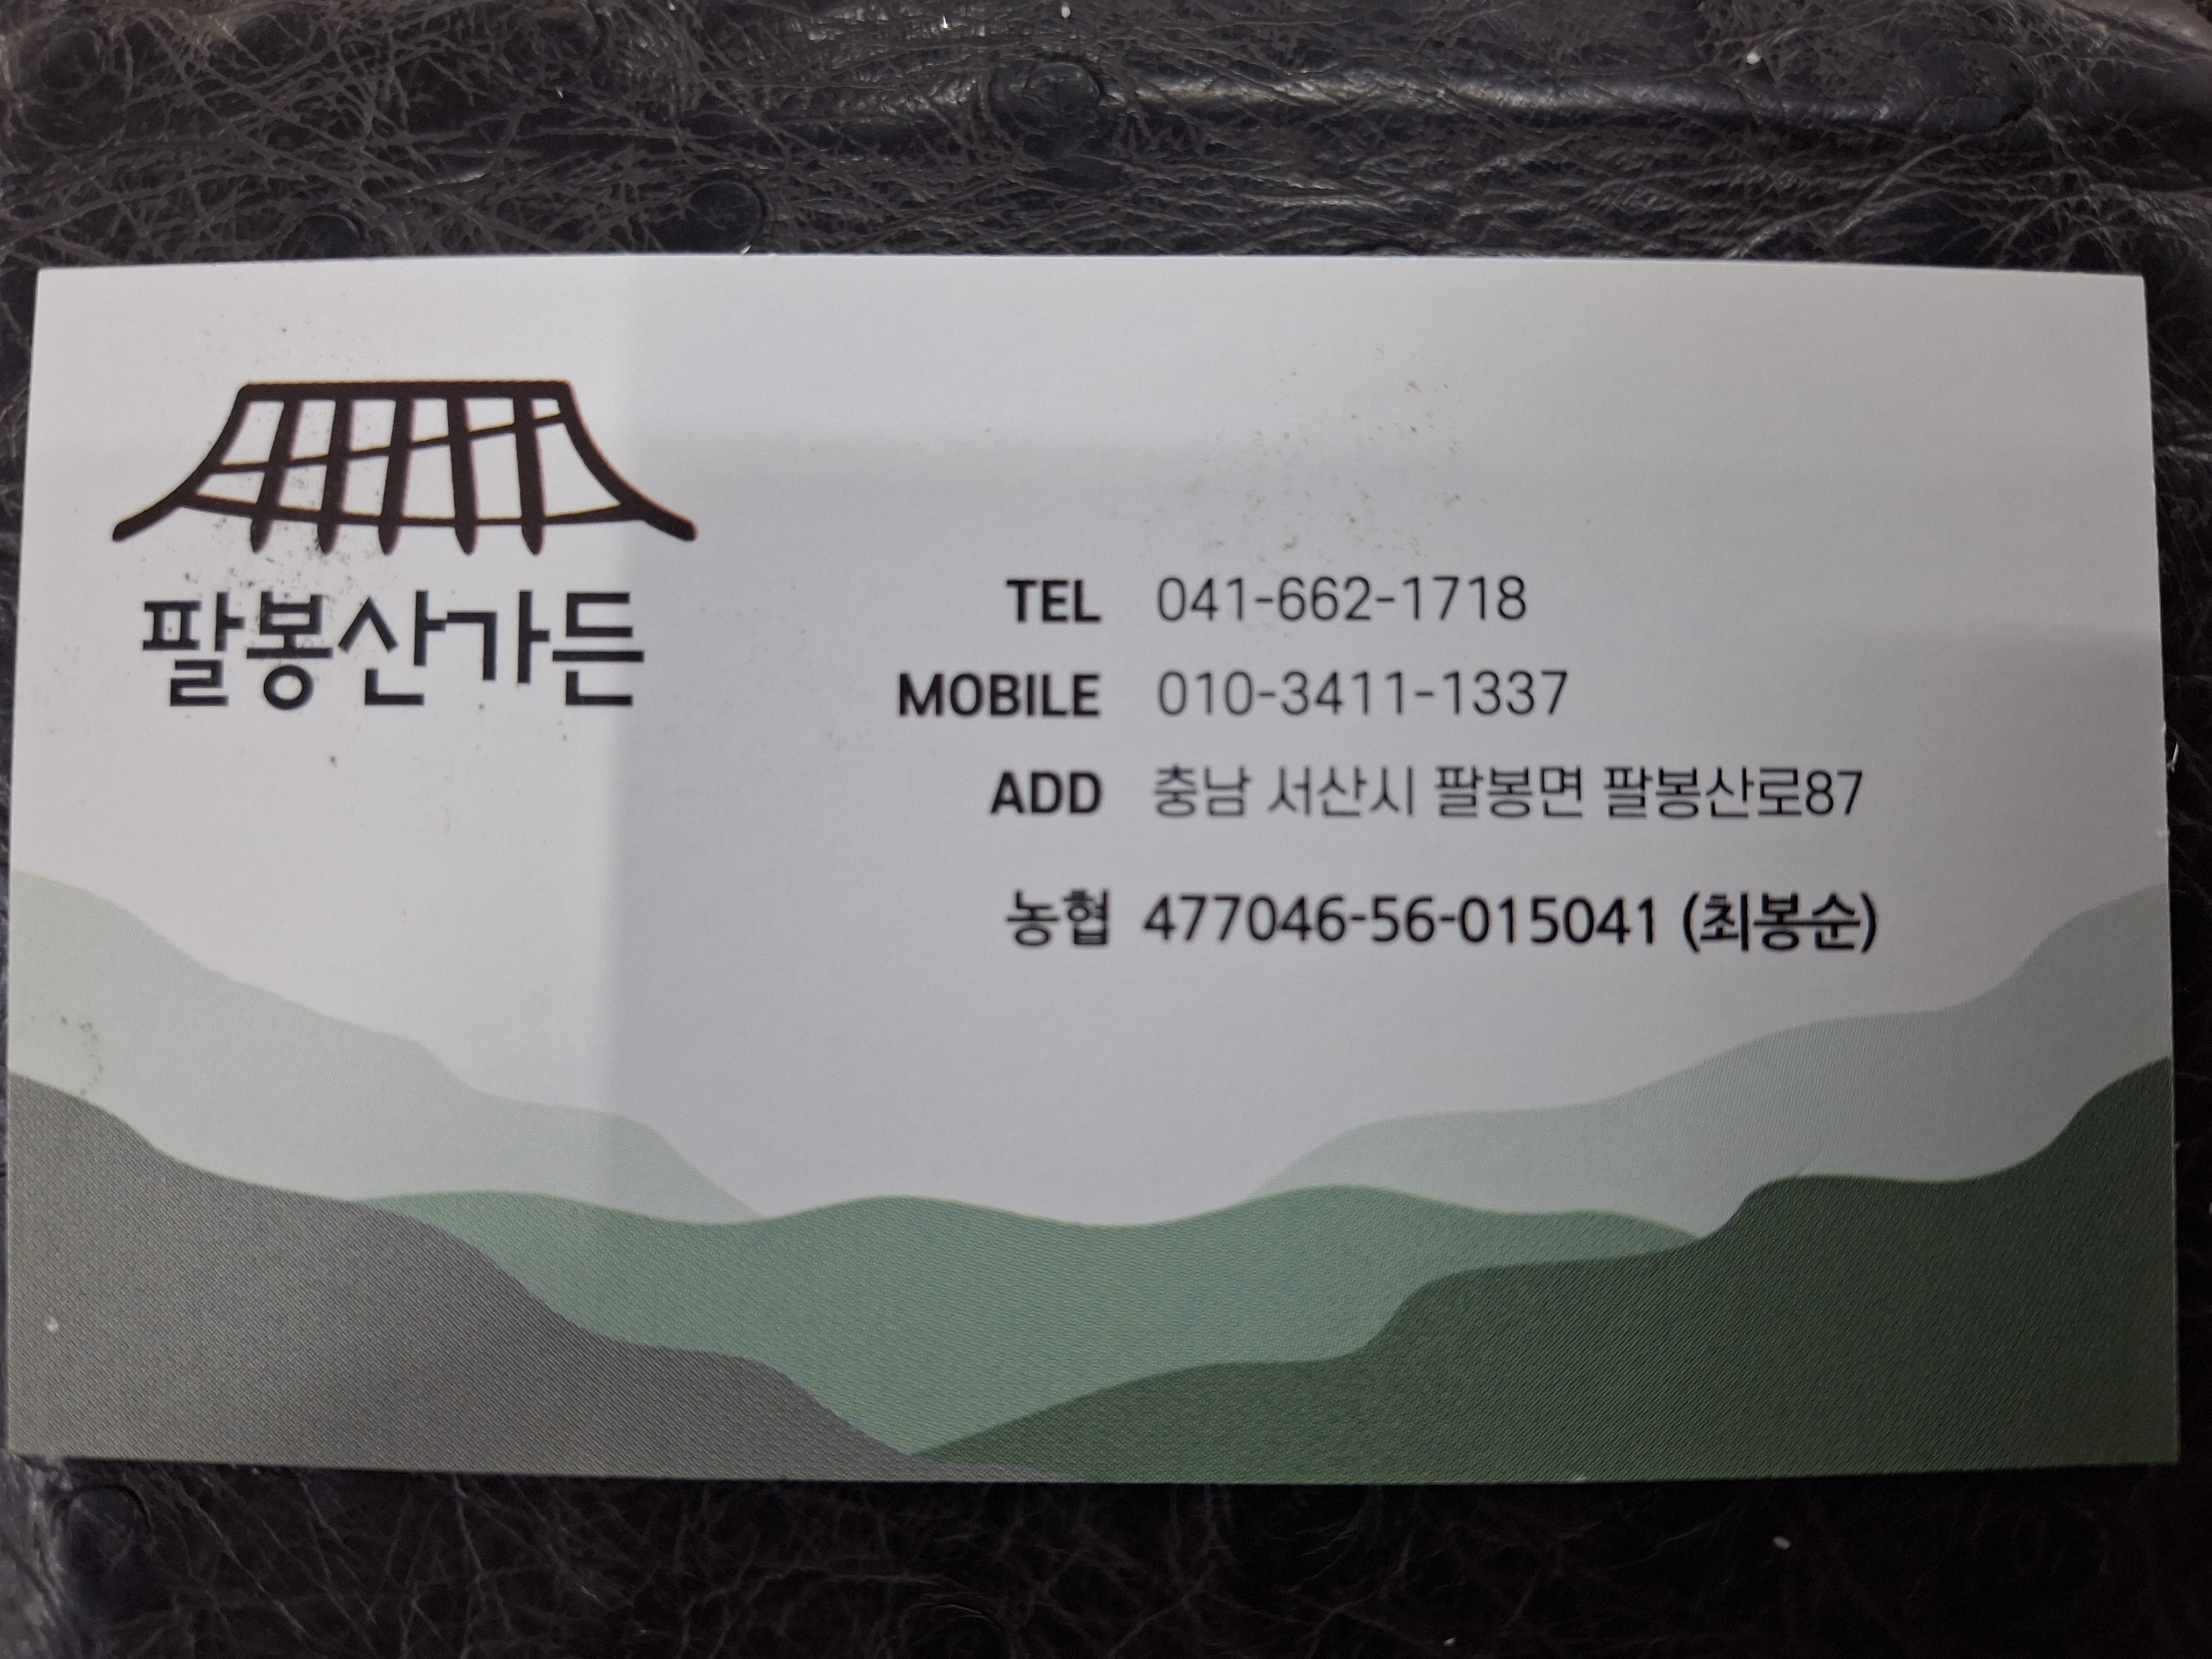 팔봉산가든
TEL 041-662-1718
MOBILE 010-3411-1337
ADD 충남 서산시 팔봉면 팔봉산로87
농협 477046-56-015041 (최봉순)